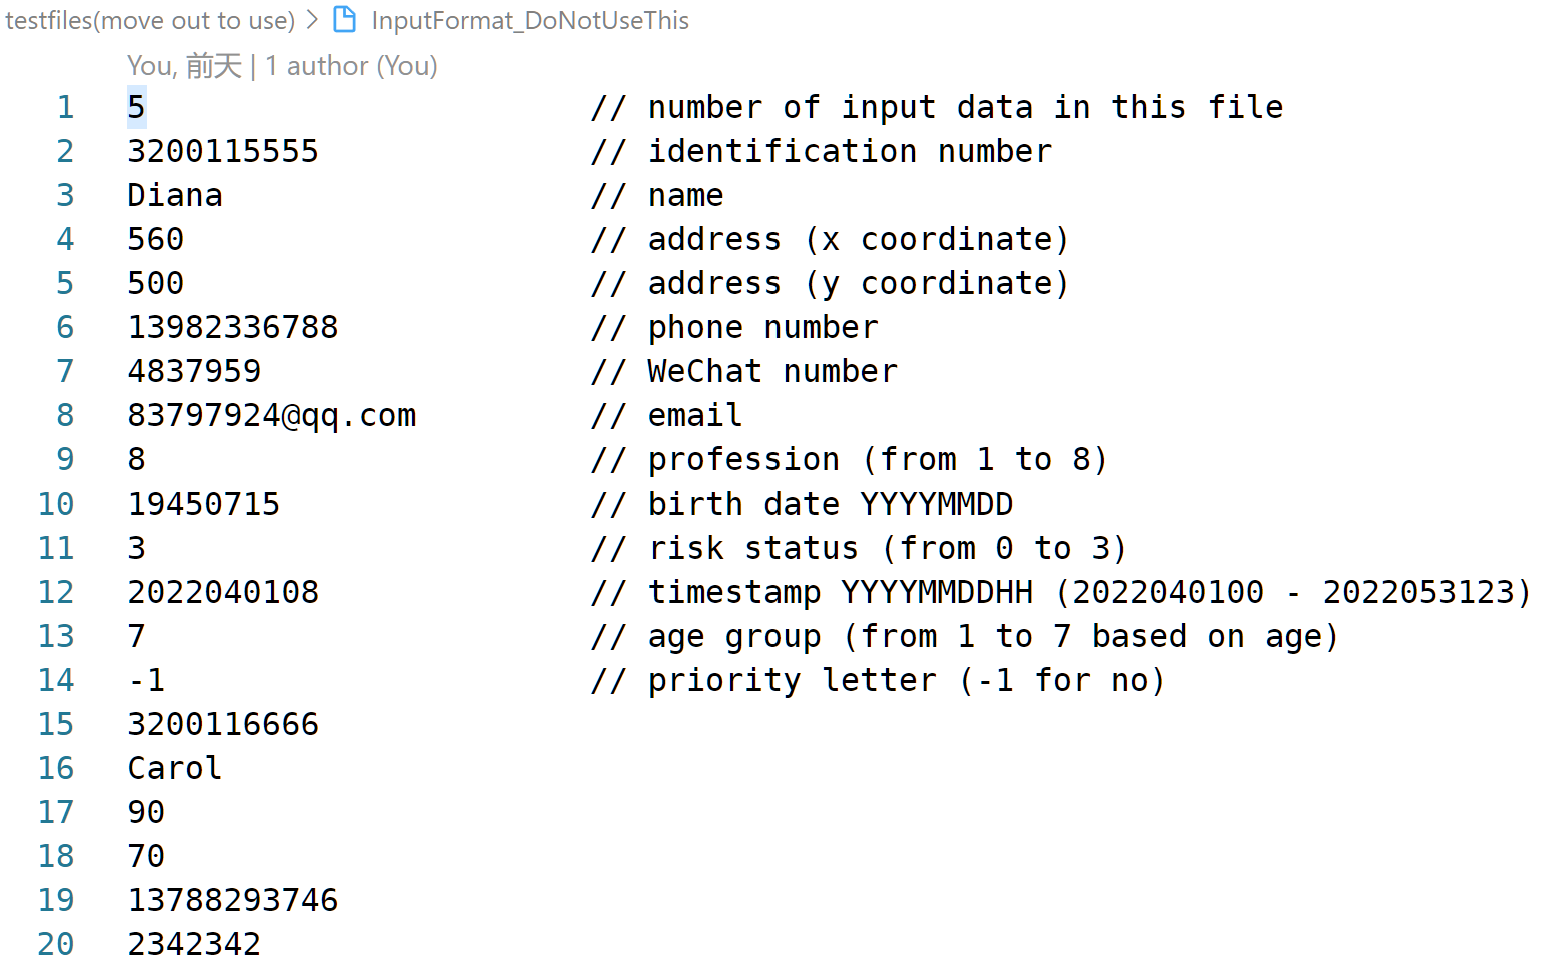 testfiles(move out to use) > InputFormat_DoNotUseThis
You, 前天 | 1 author (You)
1 5 // number of input data in this file
2 3200115555 // identification number
3 Diana // name
4 560 // address (x coordinate)
5 500 // address (y coordinate)
6 13982336788 // phone number
7 4837959 // WeChat number
8 83797924@qq.com // email
9 8 // profession (from 1 to 8)
10 19450715 // birth date YYYYMMDD
11 3 // risk status (from 0 to 3)
12 2022040108 // timestamp YYYYMMDDHH (2022040100 - 2022053123)
13 7 // age group (from 1 to 7 based on age)
14 -1 // priority letter (-1 for no)
15 3200116666
16 Carol
17 90
18 70
19 13788293746
20 2342342